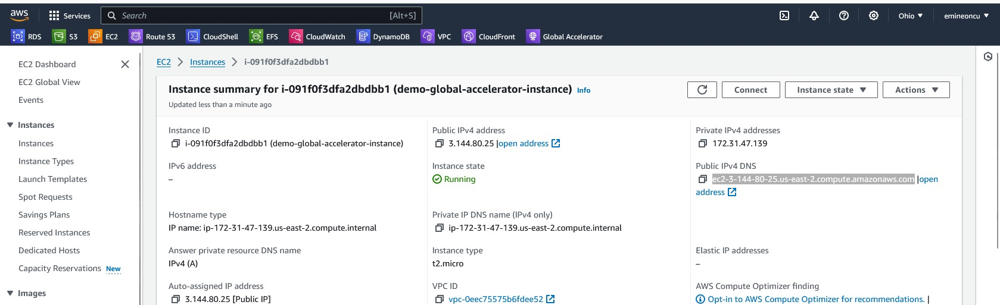 aws
Services
Search
[Alt+S]
Ohio
emineoncu
RDS
S3
EC2
Route 53
CloudShell
EFS
CloudWatch
DynamoDB
VPC
CloudFront
Global Accelerator
EC2 Dashboard
EC2 Global View
Events
Instances
Instances
Instance Types
Launch Templates
Spot Requests
Savings Plans
Reserved Instances
Dedicated Hosts
Capacity Reservations New
Images
EC2 > Instances > i-091f0f3dfa2dbdbb1
Instance summary for i-091f0f3dfa2dbdbb1 (demo-global-accelerator-instance) Info
Updated less than a minute ago
Connect
Instance state
Actions
Instance ID
i-091f0f3dfa2dbdbb1 (demo-global-accelerator-instance)
Public IPv4 address
3.144.80.25 |open address
Private IPv4 addresses
172.31.47.139
IPv6 address
–
Instance state
Running
Public IPv4 DNS
ec2-3-144-80-25.us-east-2.compute.amazonaws.com |open
address
Hostname type
IP name: ip-172-31-47-139.us-east-2.compute.internal
Private IP DNS name (IPv4 only)
ip-172-31-47-139.us-east-2.compute.internal
Answer private resource DNS name
IPv4 (A)
Instance type
t2.micro
Elastic IP addresses
–
Auto-assigned IP address
3.144.80.25 [Public IP]
VPC ID
vpc-0eec75575b6fdee52
AWS Compute Optimizer finding
Opt-in to AWS Compute Optimizer for recommendations. |